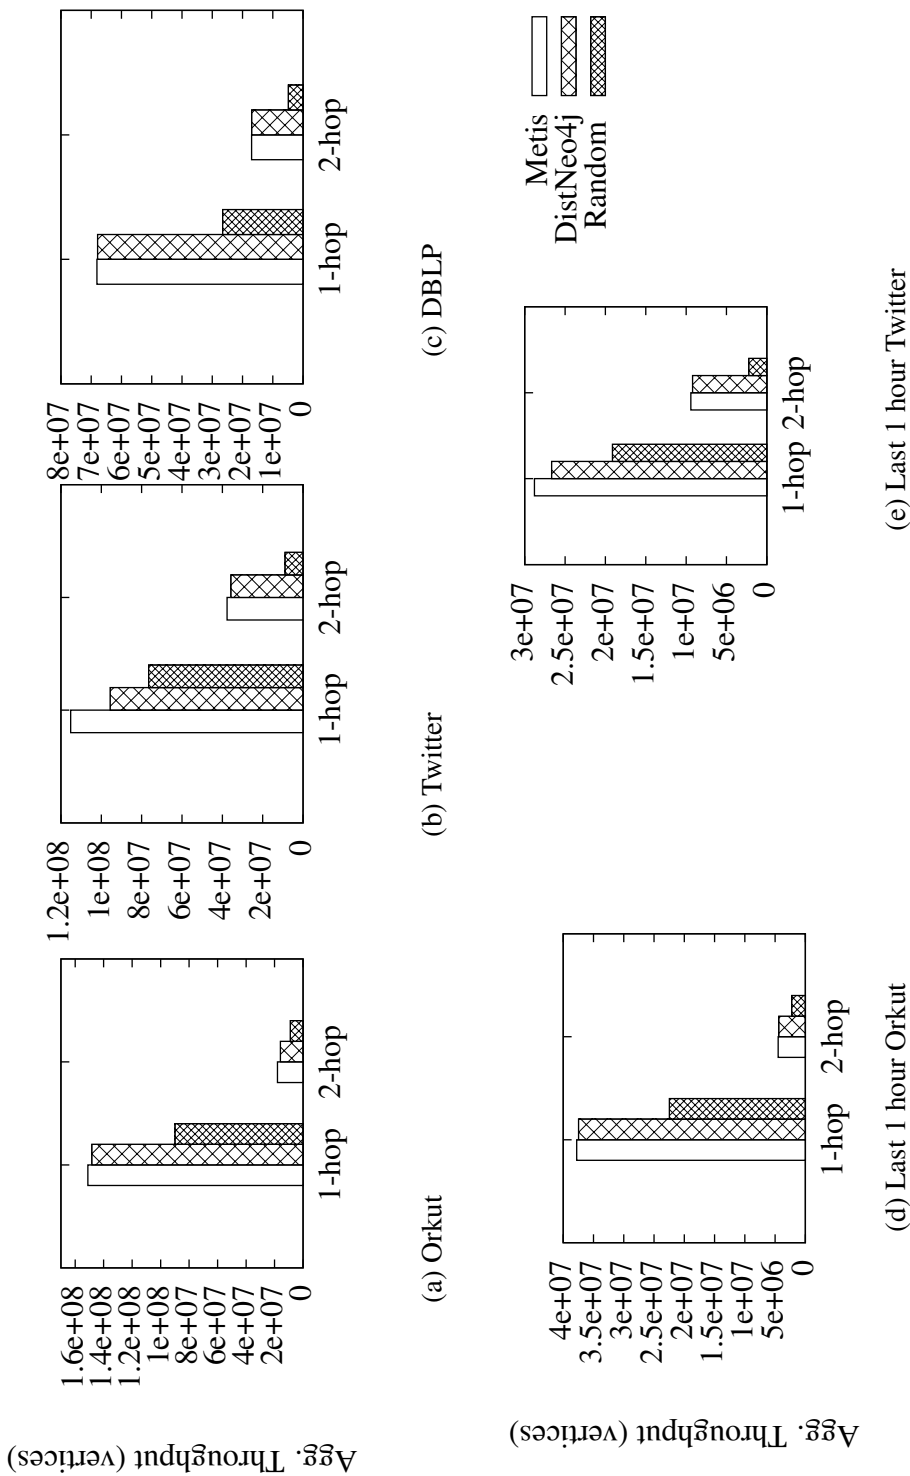 Agg. Throughput (vertices)
1.6e+08
1.4e+08
1.2e+08
1e+08
8e+07
6e+07
4e+07
2e+07
0
1-hop
2-hop
(a) Orkut
1.2e+08
1e+08
8e+07
6e+07
4e+07
2e+07
0
1-hop
2-hop
(b) Twitter
8e+07
7e+07
6e+07
5e+07
4e+07
3e+07
2e+07
1e+07
0
1-hop
2-hop
(c) DBLP
Agg. Throughput (vertices)
4e+07
3.5e+07
3e+07
2.5e+07
2e+07
1.5e+07
1e+07
5e+06
0
1-hop
2-hop
(d) Last 1 hour Orkut
3e+07
2.5e+07
2e+07
1.5e+07
1e+07
5e+06
0
1-hop 2-hop
(e) Last 1 hour Twitter
Metis
DistNeo4j
Random